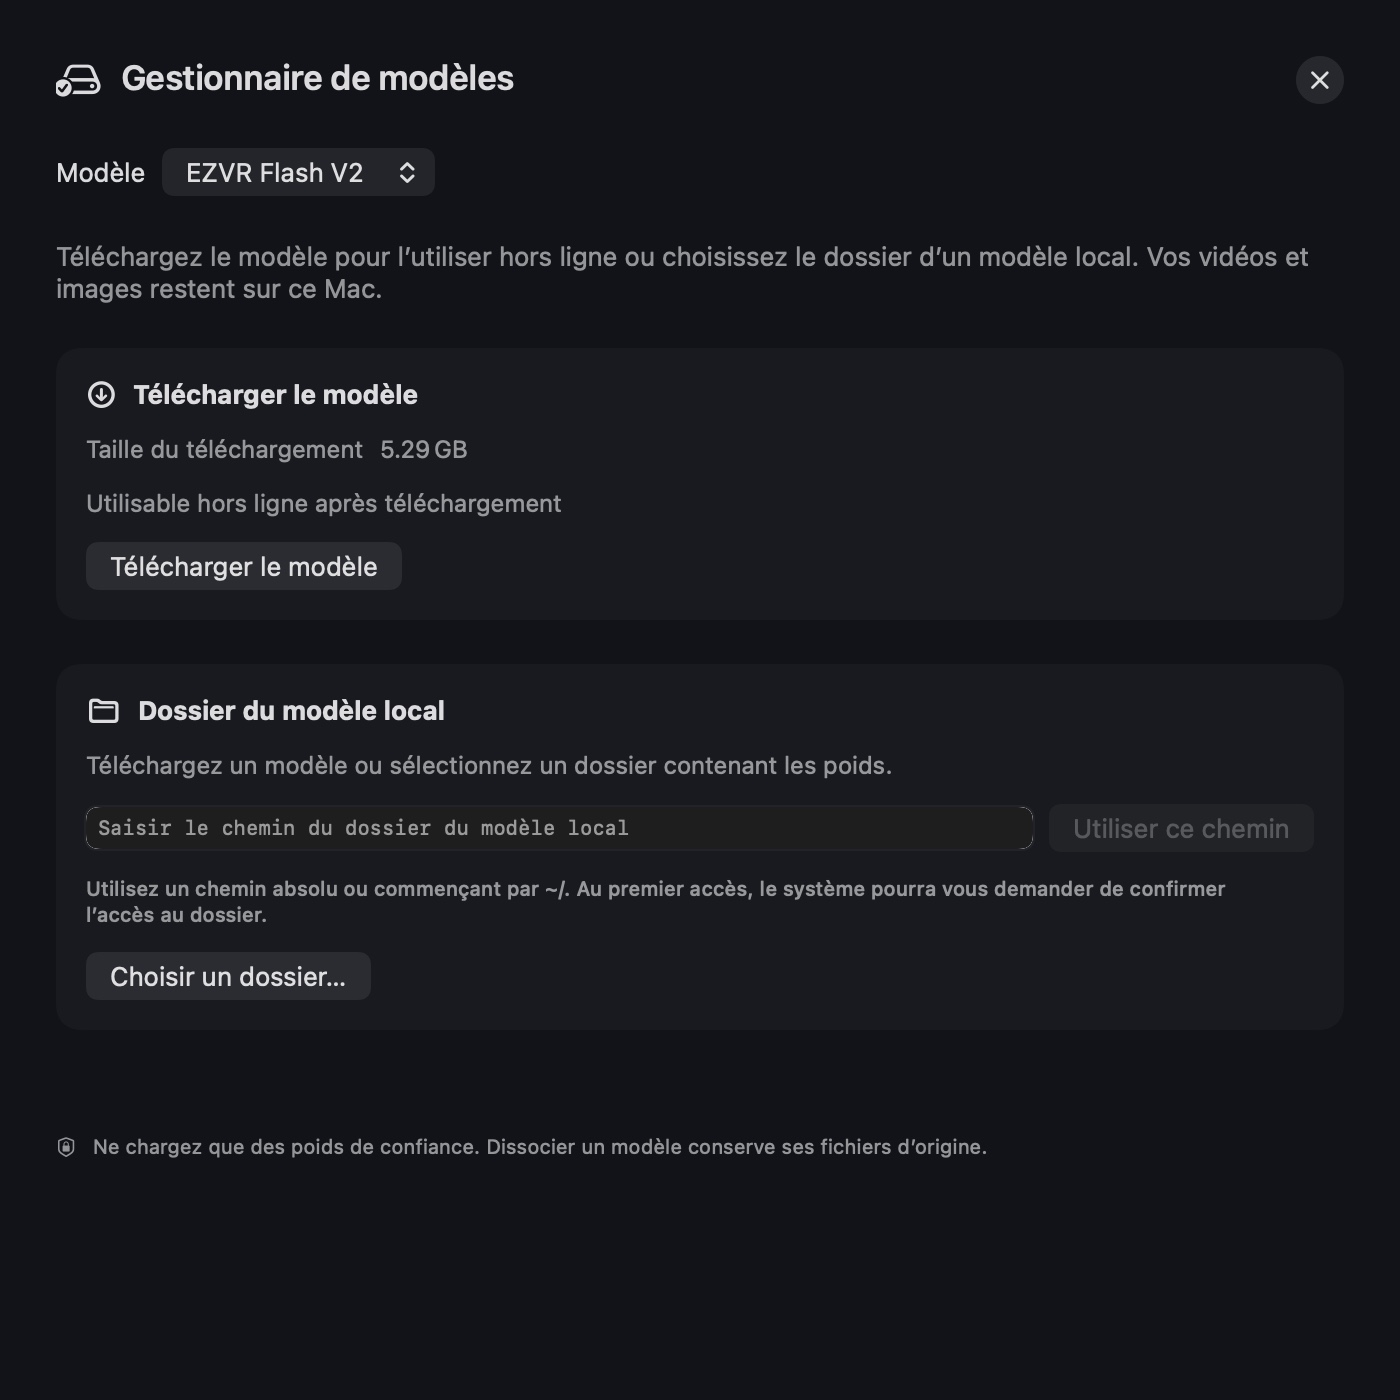 Gestionnaire de modèles
Modèle
EZVR Flash V2
Téléchargez le modèle pour l’utiliser hors ligne ou choisissez le dossier d’un modèle local. Vos vidéos et
images restent sur ce Mac.
Télécharger le modèle
Taille du téléchargement 5.29 GB
Utilisable hors ligne après téléchargement
Télécharger le modèle
Dossier du modèle local
Téléchargez un modèle ou sélectionnez un dossier contenant les poids.
Saisir le chemin du dossier du modèle local
Utiliser ce chemin
Utilisez un chemin absolu ou commençant par ~/. Au premier accès, le système pourra vous demander de confirmer
l’accès au dossier.
Choisir un dossier...
Ne chargez que des poids de confiance. Dissocier un modèle conserve ses fichiers d’origine.